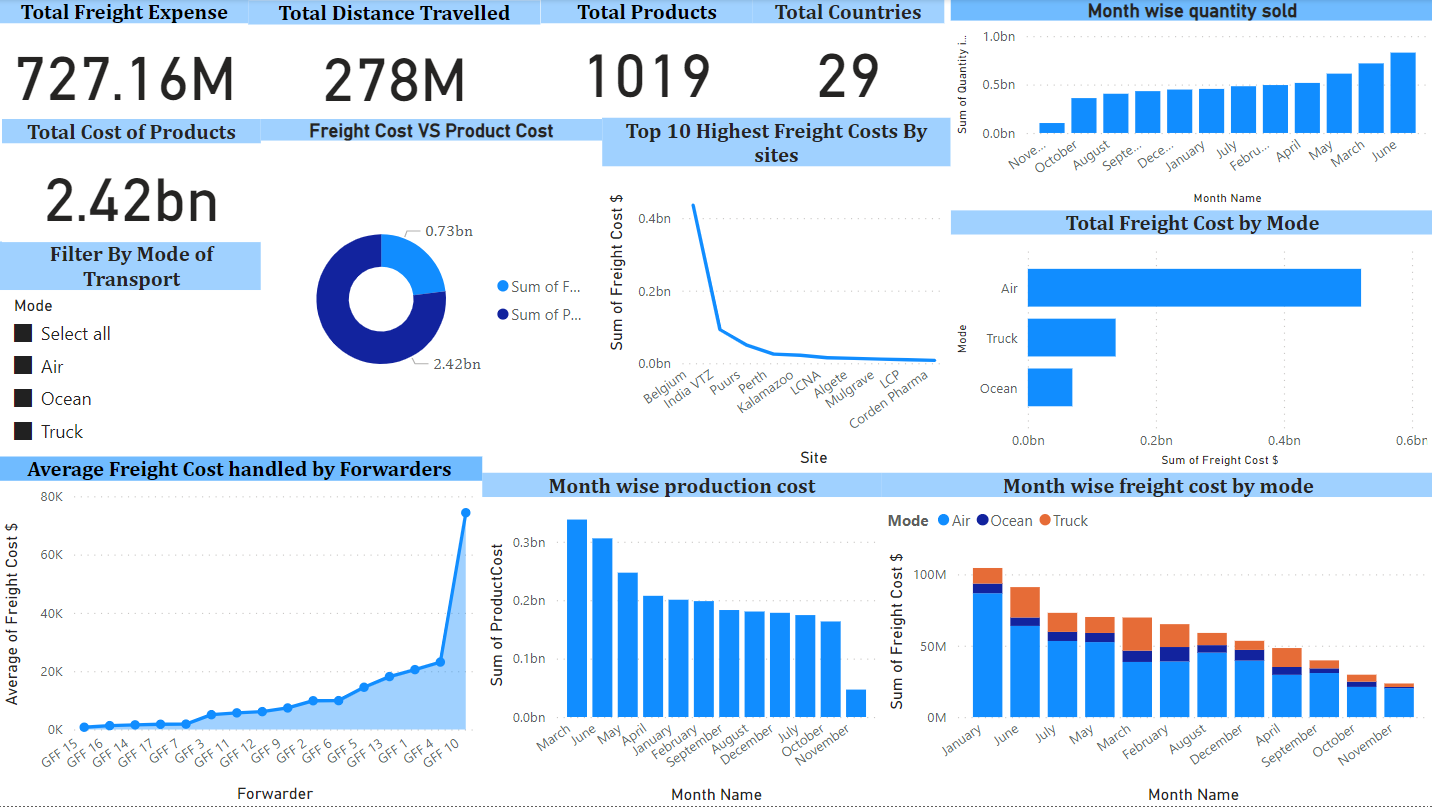 Total Freight Expense
727.16M
Total Distance Travelled
278M
Total Products
1019
Total Countries
29
Month wise quantity sold
Sum of Quantity i...
1.0bn
0.5bn
0.0bn
Nove...
October
August
Septe...
Dece...
January
July
Febru...
April
May
March
June
Month Name
Total Cost of Products
2.42bn
Freight Cost VS Product Cost
0.73bn
2.42bn
Sum of F...
Sum of P...
Top 10 Highest Freight Costs By
sites
Sum of Freight Cost $
0.4bn
0.2bn
0.0bn
Belgium
India VTZ
Puurs
Perth
Kalamazoo
LCNA
Algete
Mulgrave
LCP
Corden Pharma
Site
Total Freight Cost by Mode
Mode
Air
Truck
Ocean
0.0bn
0.2bn
0.4bn
0.6bn
Sum of Freight Cost $
Filter By Mode of
Transport
Mode
Select all
Air
Ocean
Truck
Average Freight Cost handled by Forwarders
Average of Freight Cost $
80K
60K
40K
20K
0K
GFF 15
GFF 16
GFF 14
GFF 17
GFF 7
GFF 3
GFF 11
GFF 12
GFF 9
GFF 2
GFF 6
GFF 5
GFF 13
GFF 1
GFF 4
GFF 10
Forwarder
Month wise production cost
Sum of ProductCost
0.3bn
0.2bn
0.1bn
0.0bn
March
June
May
April
January
February
September
August
December
July
October
November
Month Name
Month wise freight cost by mode
Mode Air Ocean Truck
Sum of Freight Cost $
100M
50M
0M
January
June
July
May
March
February
August
December
April
September
October
November
Month Name